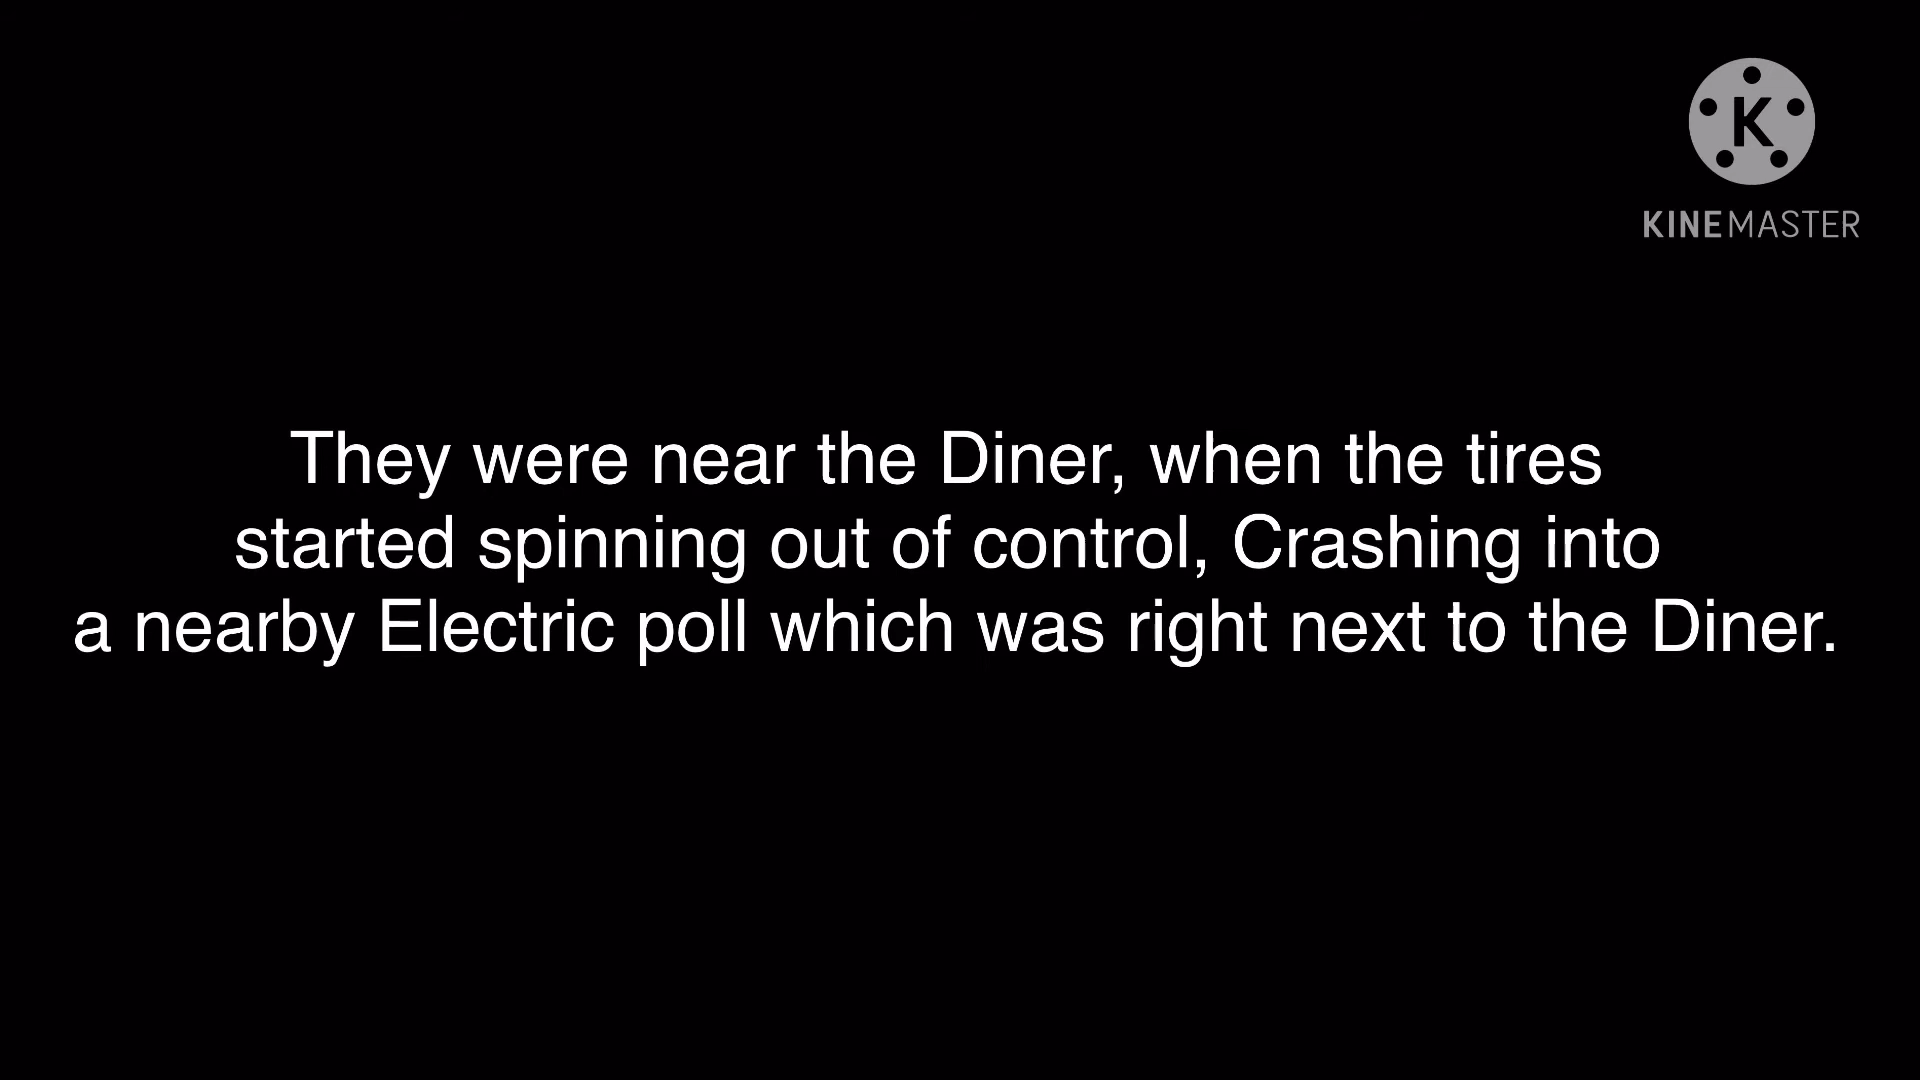 K
KINEMASTER
They were near the Diner, when the tires
started spinning out of control, Crashing into
a nearby Electric poll which was right next to the Diner.